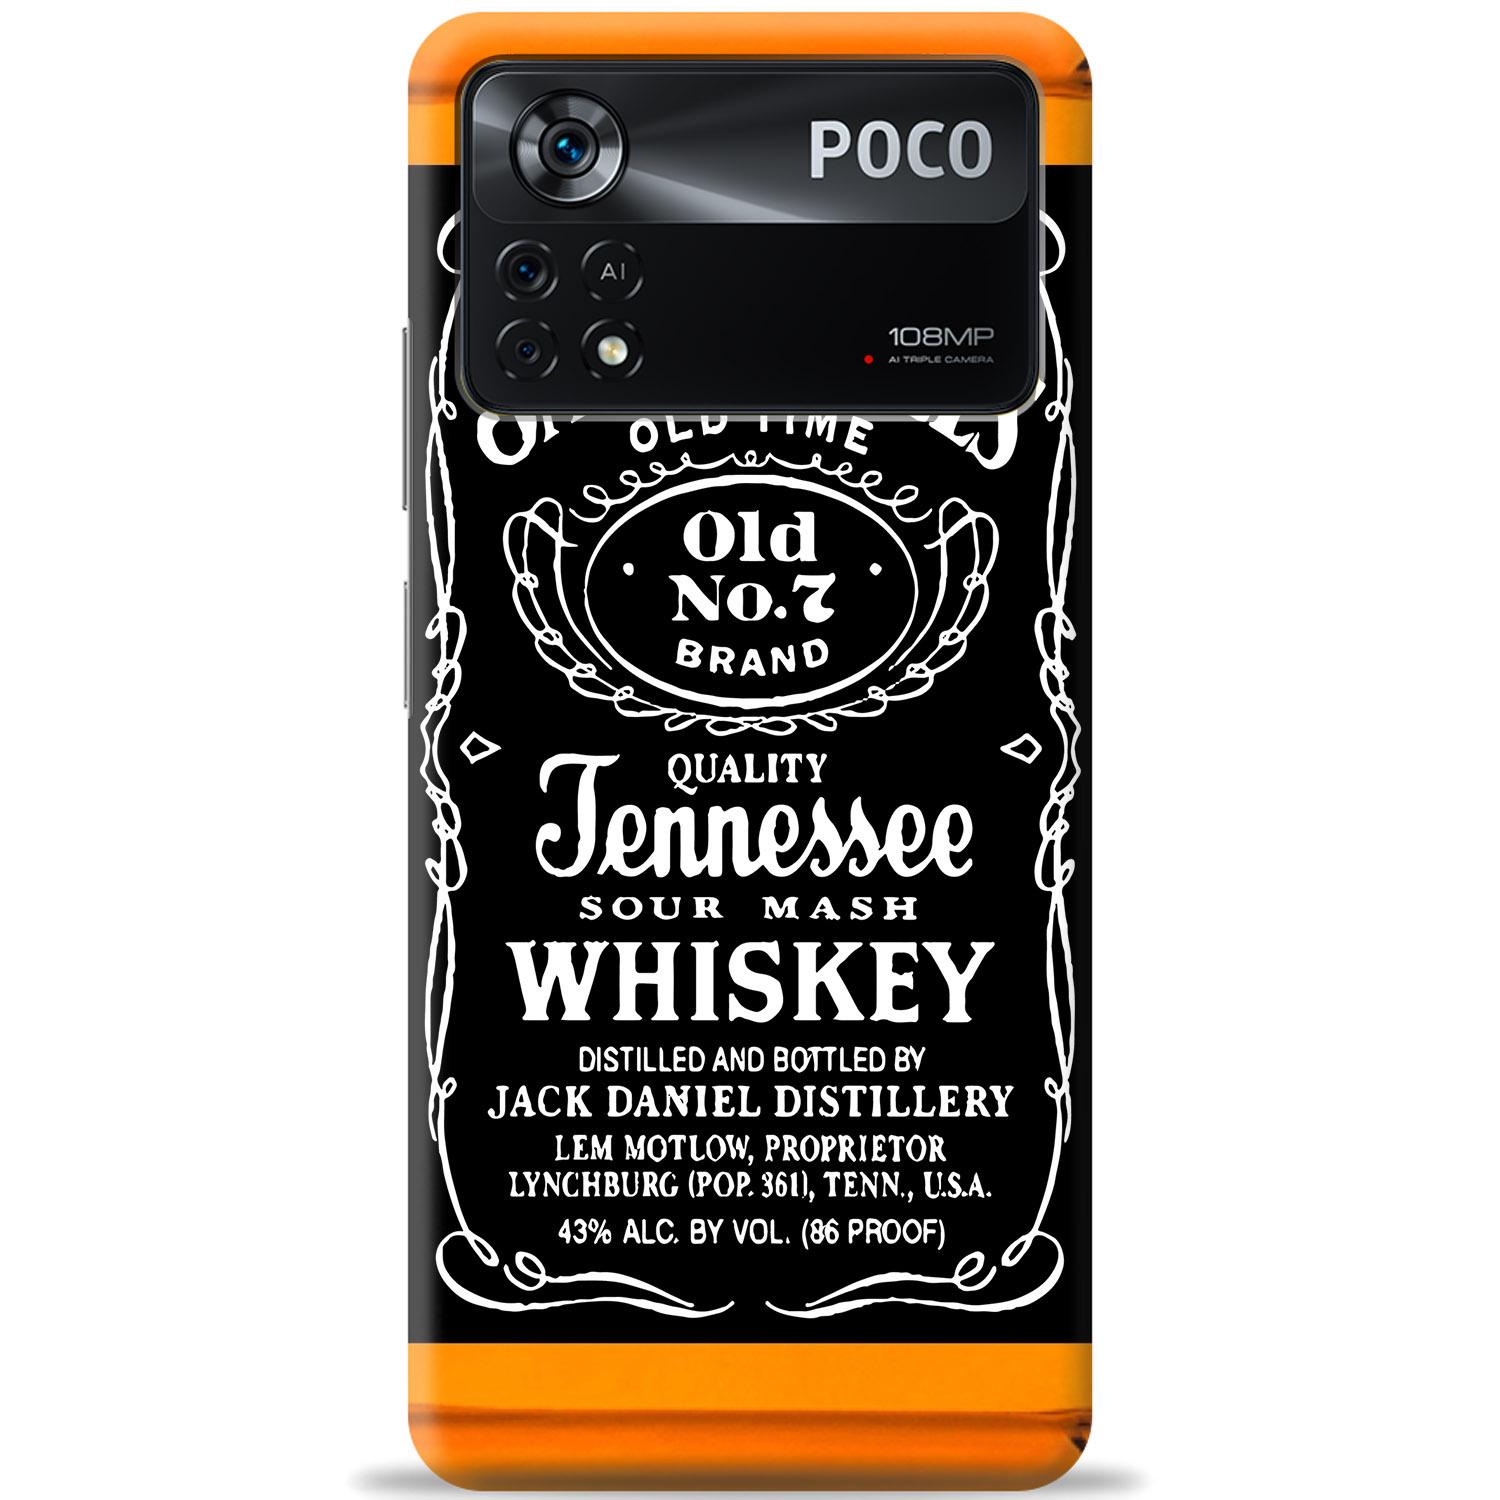 POCO
AI
108MP
AI TRIPLE CAMERA
OLD TIME
Old
No.7
BRAND
QUALITY
Tennessee
SOUR MASH
WHISKEY
DISTILLED AND BOTTLED BY
JACK DANIEL DISTILLERY
LEM MOTLOW, PROPRIETOR
LYNCHBURG (POP. 361), TENN., U.S.A.
43% ALC. BY VOL. (86 PROOF)